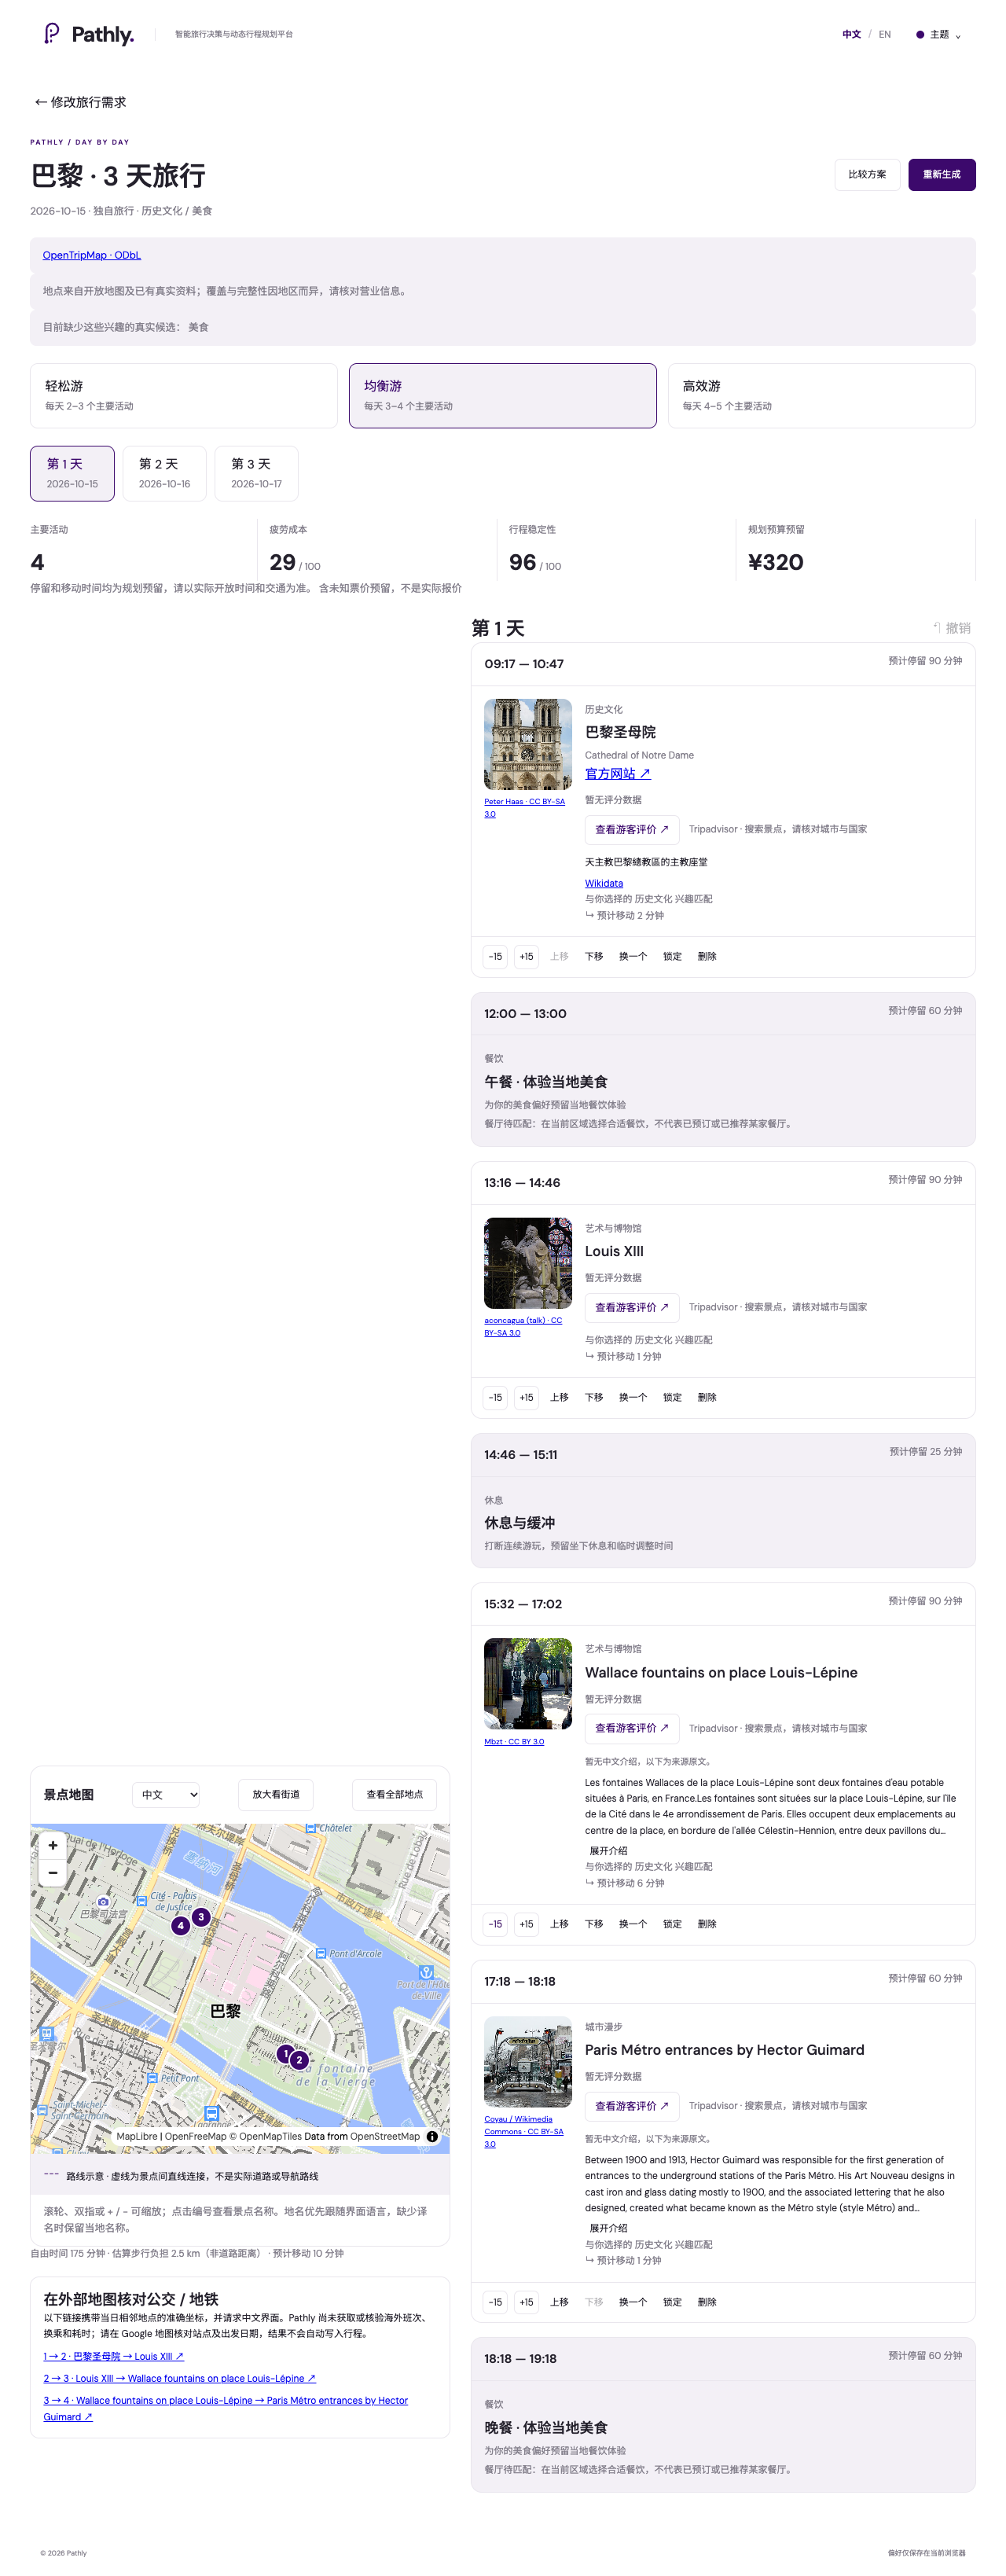 Pathly.
智能旅行决策与动态行程规划平台
中文 / EN
主题
← 修改旅行需求
PATHLY / DAY BY DAY
巴黎 · 3 天旅行
比较方案
重新生成
2026-10-15 · 独自旅行 · 历史文化 / 美食
OpenTripMap · ODbL
地点来自开放地图及已有真实资料；覆盖与完整性因地区而异，请核对营业信息。
目前缺少这些兴趣的真实候选： 美食
轻松游
每天 2–3 个主要活动
均衡游
每天 3–4 个主要活动
高效游
每天 4–5 个主要活动
第 1 天
2026-10-15
第 2 天
2026-10-16
第 3 天
2026-10-17
主要活动
4
疲劳成本
29 / 100
行程稳定性
96 / 100
规划预算预留
¥320
停留和移动时间均为规划预留，请以实际开放时间和交通为准。 含未知票价预留，不是实际报价
第 1 天
撤销
09:17 — 10:47
预计停留 90 分钟
历史文化
巴黎圣母院
Cathedral of Notre Dame
官方网站 ↗
Peter Haas · CC BY-SA
3.0
暂无评分数据
查看游客评价 ↗
Tripadvisor · 搜索景点，请核对城市与国家
天主教巴黎總教區的主教座堂
Wikidata
与你选择的 历史文化 兴趣匹配
↳ 预计移动 2 分钟
−15 +15 上移 下移 换一个 锁定 删除
12:00 — 13:00
预计停留 60 分钟
餐饮
午餐 · 体验当地美食
为你的美食偏好预留当地餐饮体验
餐厅待匹配：在当前区域选择合适餐饮，不代表已预订或已推荐某家餐厅。
13:16 — 14:46
预计停留 90 分钟
艺术与博物馆
Louis XIII
暂无评分数据
查看游客评价 ↗
Tripadvisor · 搜索景点，请核对城市与国家
aconcagua (talk) · CC
BY-SA 3.0
与你选择的 历史文化 兴趣匹配
↳ 预计移动 1 分钟
−15 +15 上移 下移 换一个 锁定 删除
14:46 — 15:11
预计停留 25 分钟
休息
休息与缓冲
打断连续游玩，预留坐下休息和临时调整时间
15:32 — 17:02
预计停留 90 分钟
艺术与博物馆
Wallace fountains on place Louis-Lépine
暂无评分数据
查看游客评价 ↗
Tripadvisor · 搜索景点，请核对城市与国家
Mbzt · CC BY 3.0
暂无中文介绍，以下为来源原文。
Les fontaines Wallaces de la place Louis-Lépine sont deux fontaines d'eau potable
situées à Paris, en France.Les fontaines sont situées sur la place Louis-Lépine, sur l'île
de la Cité dans le 4e arrondissement de Paris. Elles occupent deux emplacements au
centre de la place, en bordure de l'allée Célestin-Hennion, entre deux pavillons du…
展开介绍
与你选择的 历史文化 兴趣匹配
↳ 预计移动 6 分钟
−15 +15 上移 下移 换一个 锁定 删除
17:18 — 18:18
预计停留 60 分钟
城市漫步
Paris Métro entrances by Hector Guimard
暂无评分数据
查看游客评价 ↗
Tripadvisor · 搜索景点，请核对城市与国家
Coyau / Wikimedia
Commons · CC BY-SA
3.0
暂无中文介绍，以下为来源原文。
Between 1900 and 1913, Hector Guimard was responsible for the first generation of
entrances to the underground stations of the Paris Métro. His Art Nouveau designs in
cast iron and glass dating mostly to 1900, and the associated lettering that he also
designed, created what became known as the Métro style (style Métro) and…
展开介绍
与你选择的 历史文化 兴趣匹配
↳ 预计移动 1 分钟
−15 +15 上移 下移 换一个 锁定 删除
18:18 — 19:18
预计停留 60 分钟
餐饮
晚餐 · 体验当地美食
为你的美食偏好预留当地餐饮体验
餐厅待匹配：在当前区域选择合适餐饮，不代表已预订或已推荐某家餐厅。
景点地图
中文
放大看街道
查看全部地点
+
−
Châtelet
Quai de l'Horloge
Cité - Palais
de Justice
巴黎司法宫
4
3
Pont d'Arcole
巴黎
1
2
Petit Pont
Saint-Michel -
Saint-Germain
fontaine
de la Vierge
MapLibre | OpenFreeMap © OpenMapTiles Data from OpenStreetMap
--- 路线示意 · 虚线为景点间直线连接，不是实际道路或导航路线
滚轮、双指或 + / - 可缩放；点击编号查看景点名称。地名优先跟随界面语言，缺少译
名时保留当地名称。
自由时间 175 分钟 · 估算步行负担 2.5 km（非道路距离） · 预计移动 10 分钟
在外部地图核对公交 / 地铁
以下链接携带当日相邻地点的准确坐标，并请求中文界面。Pathly 尚未获取或核验海外班次、
换乘和耗时；请在 Google 地图核对站点及出发日期，结果不会自动写入行程。
1 → 2 · 巴黎圣母院 → Louis XIII ↗
2 → 3 · Louis XIII → Wallace fountains on place Louis-Lépine ↗
3 → 4 · Wallace fountains on place Louis-Lépine → Paris Métro entrances by Hector
Guimard ↗
© 2026 Pathly
偏好仅保存在当前浏览器